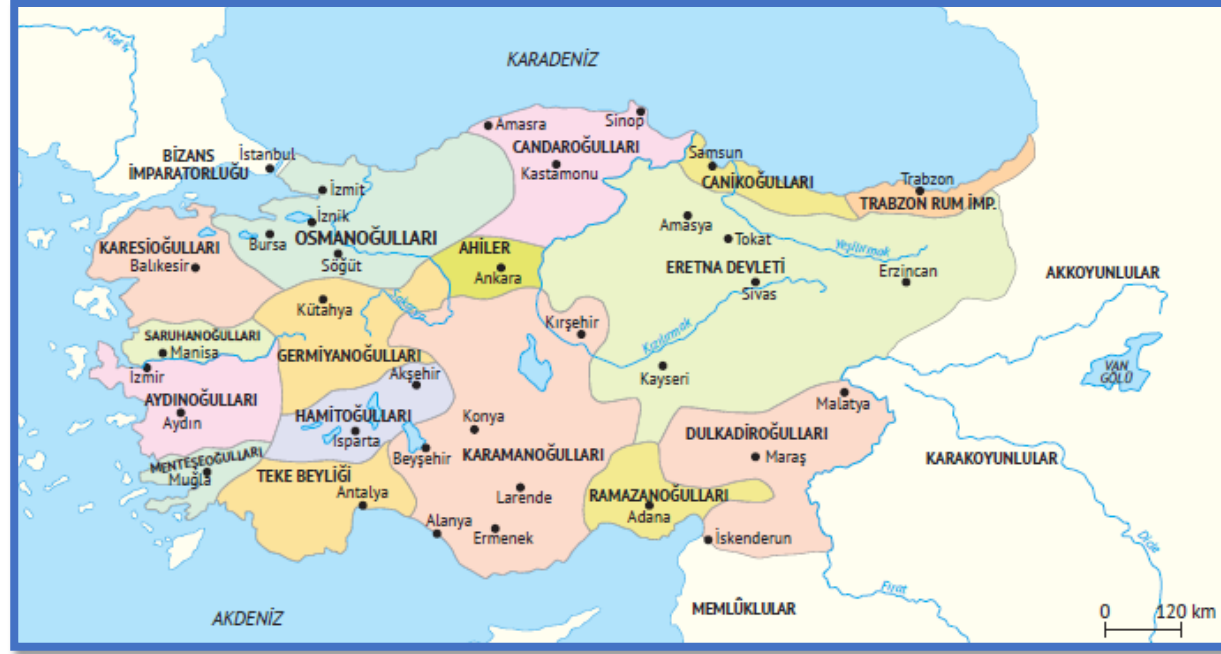 Meriç
KARADENİZ
Sinop
Amasra
CANDAROĞULLARI
Kastamonu
BİZANS
İMPARATORLUĞU
İstanbul
Samsun
CANİKOĞULLARI
Trabzon
TRABZON RUM İMP.
İzmit
İznik
Bursa
OSMANOĞULLARI
Söğüt
KARESİOĞULLARI
Balıkesir
AHİLER
Ankara
Amasya
Tokat
Yeşilırmak
ERETNA DEVLETİ
Sivas
Erzincan
AKKOYUNLULAR
Kütahya
Sakarya
Kırşehir
Kızılırmak
SARUHANOĞULLARI
Manisa
GERMİYANOĞULLARI
İzmir
Akşehir
Kayseri
VAN
GÖLÜ
AYDINOĞULLARI
Aydın
HAMİTOĞULLARI
Isparta
Konya
Malatya
DULKADİROĞULLARI
Maraş
MENTEŞEOĞULLARI
Muğla
TEKE BEYLİĞİ
Antalya
Beyşehir
KARAMANOĞULLARI
KARAKOYUNLULAR
Larende
RAMAZANOĞULLARI
Adana
Alanya
Ermenek
İskenderun
Dicle
Fırat
AKDENİZ
MEMLÛKLULAR
0 120 km